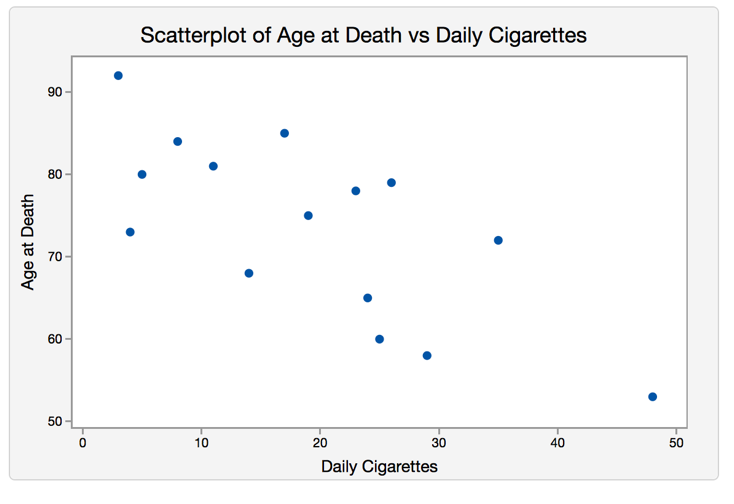 Scatterplot of Age at Death vs Daily Cigarettes
Age at Death
90
80
70
60
50
0 10 20 30 40 50
Daily Cigarettes